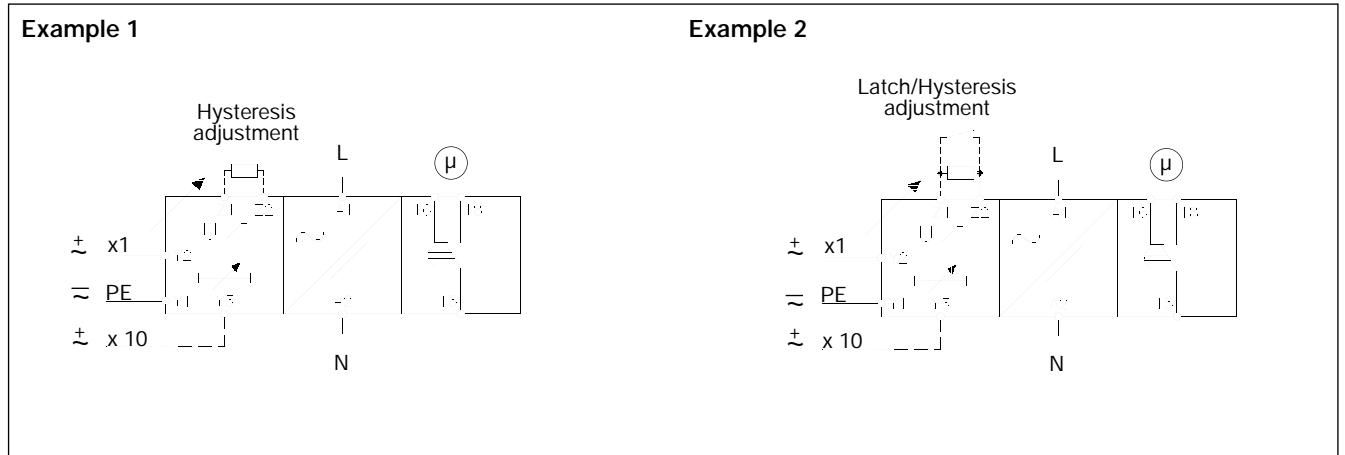 Example 1
Hysteresis
adjustment
L
µ
± ~ x1
~ PE
± ~ x 10
N
Example 2
Latch/Hysteresis
adjustment
L
µ
± ~ x1
~ PE
± ~ x 10
N